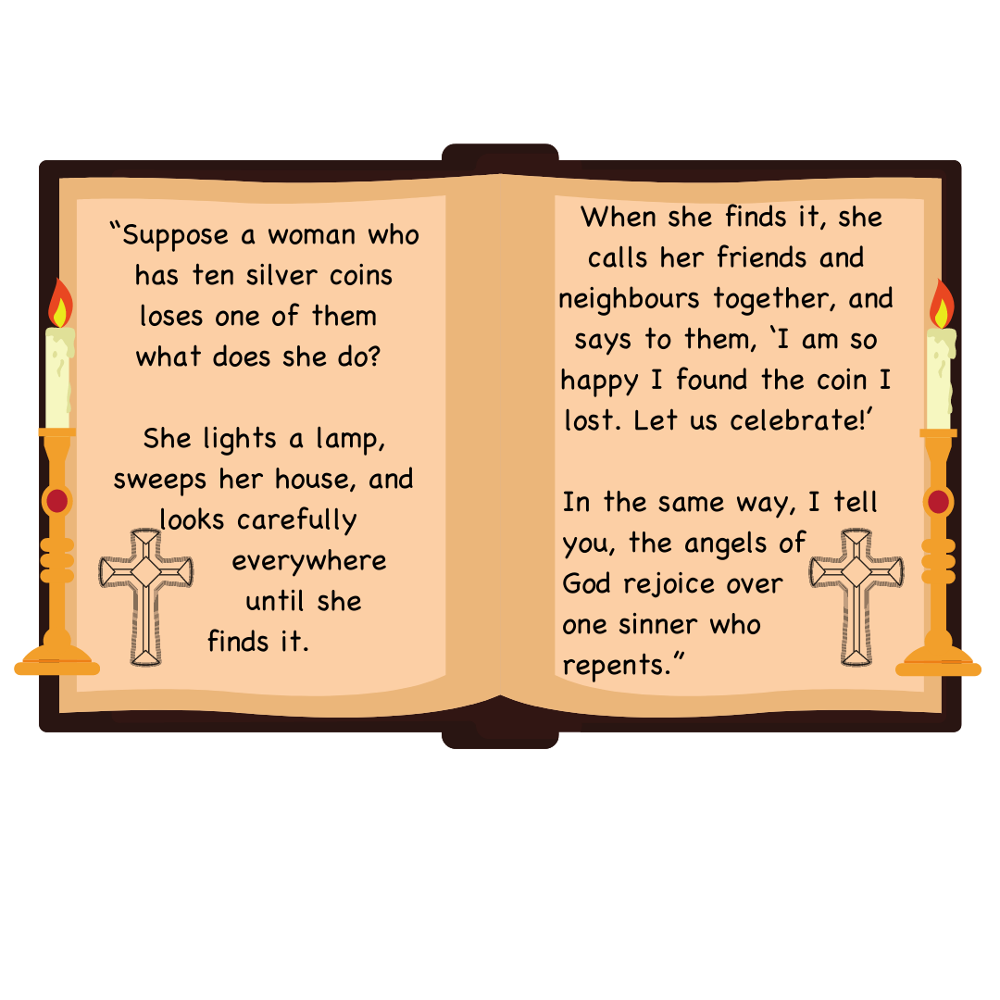 “Suppose a woman who
has ten silver coins
loses one of them
what does she do?
She lights a lamp,
sweeps her house, and
looks carefully
everywhere
until she
finds it.
When she finds it, she
calls her friends and
neighbours together, and
says to them, ‘I am so
happy I found the coin I
lost. Let us celebrate!’
In the same way, I tell
you, the angels of
God rejoice over
one sinner who
repents.”